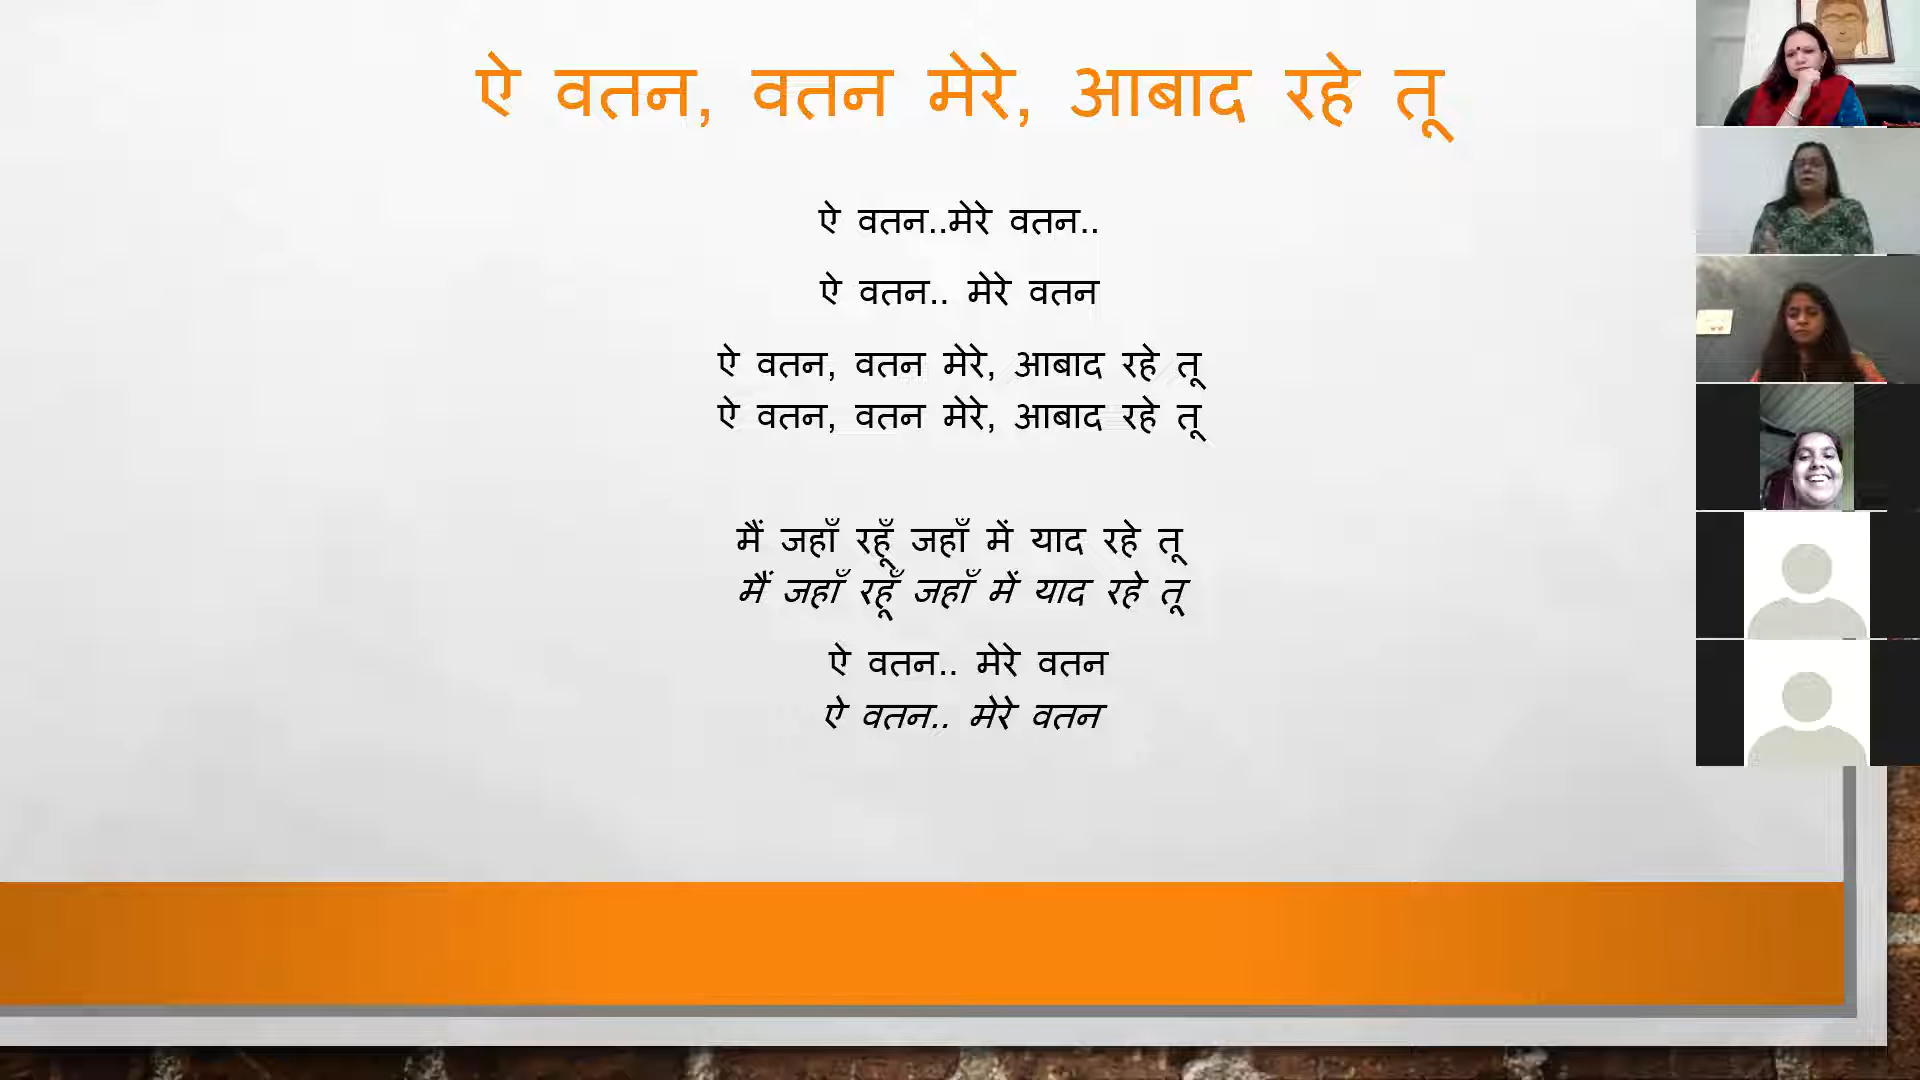 ऐ वतन, वतन मेरे, आबाद रहे तू
ऐ वतन..मेरे वतन..
ऐ वतन.. मेरे वतन
ऐ वतन, वतन मेरे, आबाद रहे तू
ऐ वतन, वतन मेरे, आबाद रहे तू
मैं जहाँ रहूँ जहाँ में याद रहे तू
मैं जहाँ रहूँ जहाँ में याद रहे तू
ऐ वतन.. मेरे वतन
ऐ वतन.. मेरे वतन